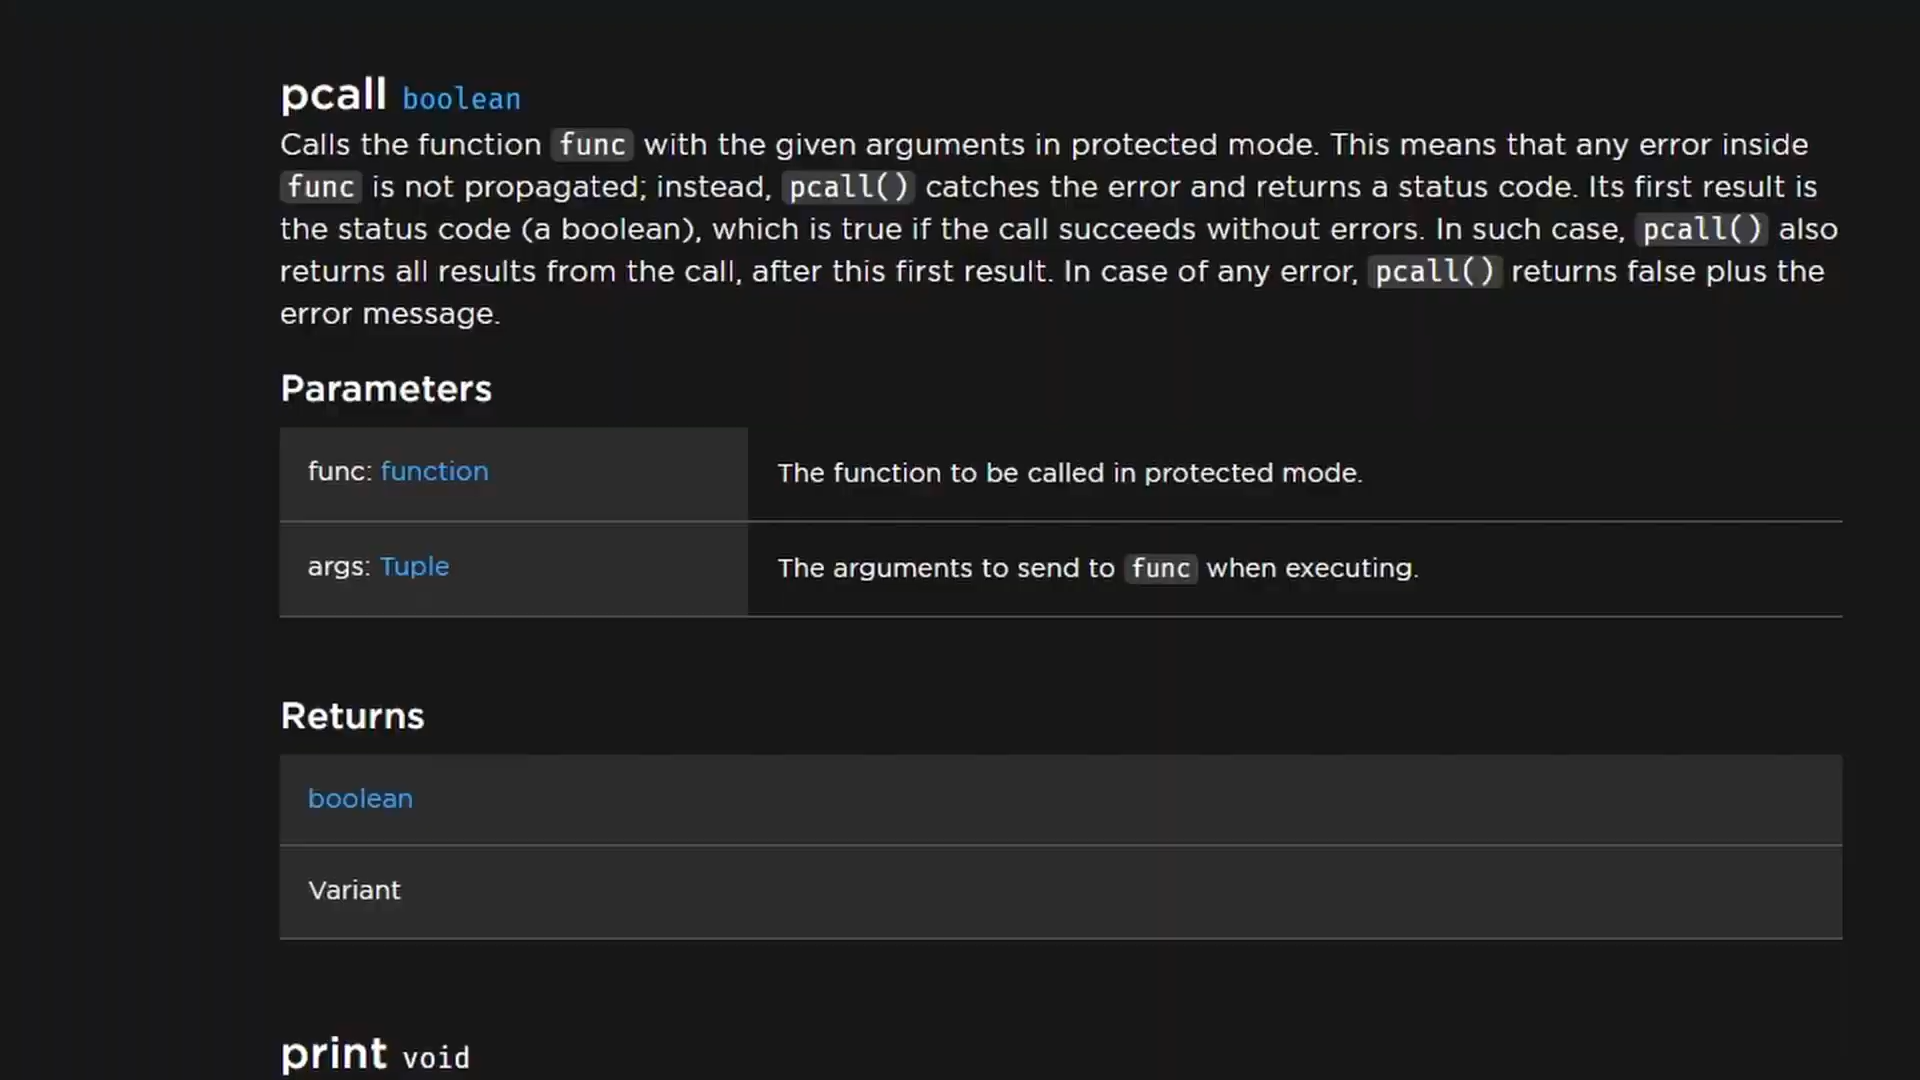 pcall boolean
Calls the function func with the given arguments in protected mode. This means that any error inside
func is not propagated; instead, pcall() catches the error and returns a status code. Its first result is
the status code (a boolean), which is true if the call succeeds without errors. In such case, pcall() also
returns all results from the call, after this first result. In case of any error, pcall() returns false plus the
error message.
Parameters
func: function The function to be called in protected mode.
args: Tuple The arguments to send to func when executing.
Returns
boolean
Variant
print void